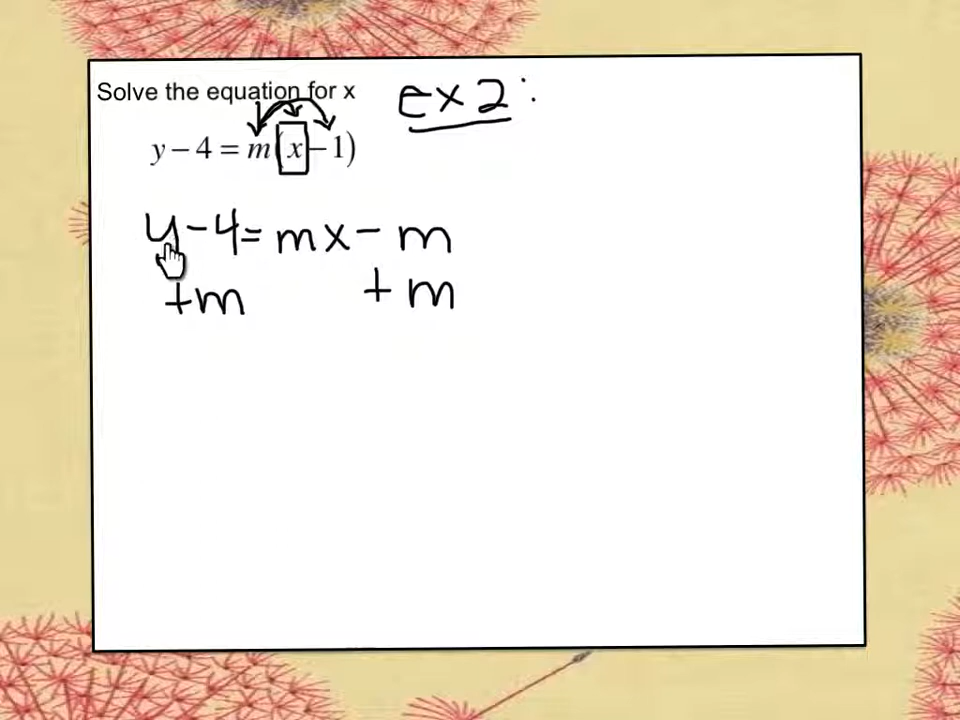 Solve the equation for x
ex 2 :
y − 4 = m(x − 1)
y - 4 = mx - m
+m + m